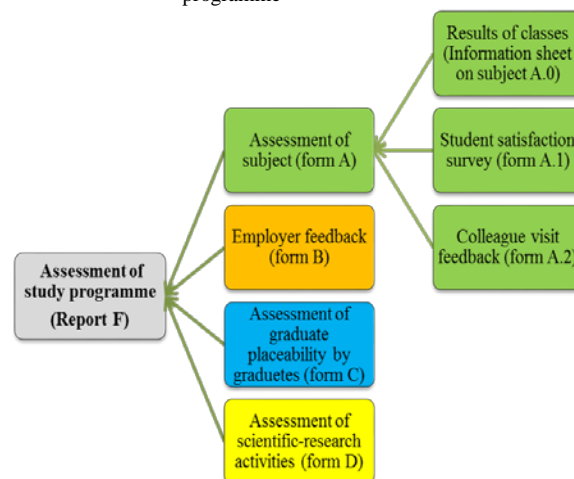 programme
Results of classes
(Information sheet
on subject A.0)
Assessment of
subject (form A)
Student satisfaction
survey (form A.1)
Colleague visit
feedback (form A.2)
Employer feedback
(form B)
Assessment of
study programme
(Report F)
Assessment of
graduate
placeability by
graduetes (form C)
Assessment of
scientific-research
activities (form D)